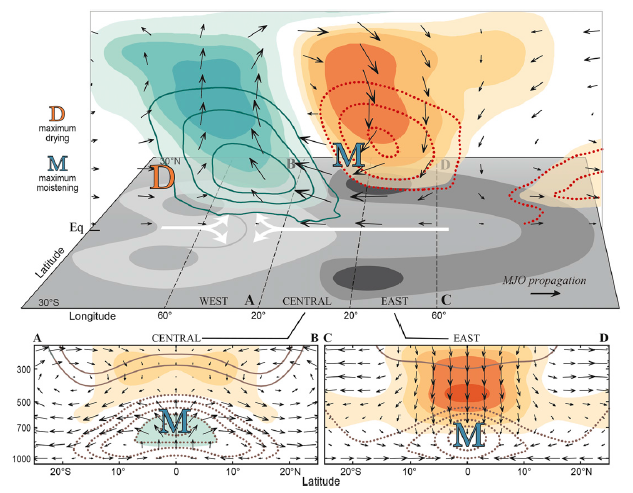 D
maximum
drying
M
maximum
moistening
30°N
D
B
M
D
Eq
Latitude
MJO propagation
30°S
WEST
A
CENTRAL
EAST
C
Longitude
60°
20°
20°
60°
A
CENTRAL
B
C
EAST
D
300
500
700
1000
M
M
20°S
10°
0°
10°
20°N
20°S
10°
0°
10°
20°N
Latitude